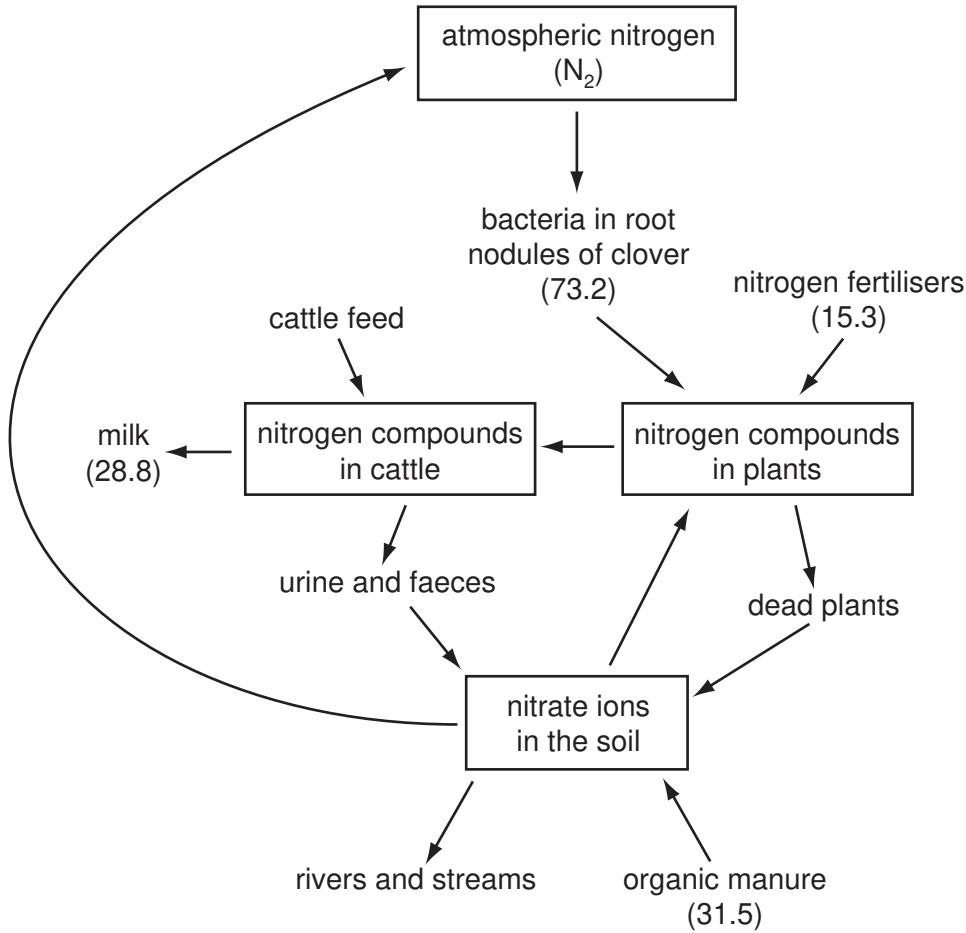 atmospheric nitrogen
(N₂)
bacteria in root
nodules of clover
(73.2)
nitrogen fertilisers
(15.3)
cattle feed
milk
(28.8)
nitrogen compounds
in cattle
nitrogen compounds
in plants
urine and faeces
dead plants
nitrate ions
in the soil
rivers and streams
organic manure
(31.5)